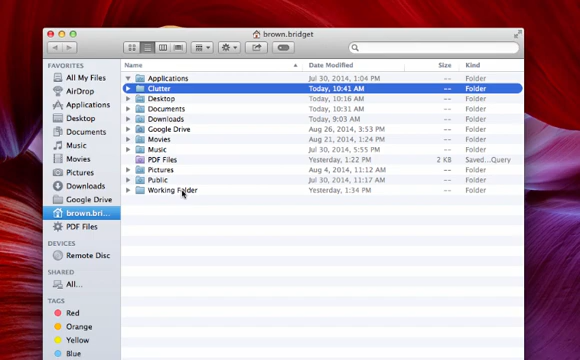 brown.bridget
FAVORITES
All My Files
AirDrop
Applications
Desktop
Documents
Music
Movies
Pictures
Downloads
Google Drive
brown.bri...
PDF Files
DEVICES
Remote Disc
SHARED
All...
TAGS
Red
Orange
Yellow
Blue
Name Date Modified Size Kind
Applications Jul 30, 2014, 1:04 PM -- Folder
Clutter Today, 10:41 AM -- Folder
Desktop Today, 10:16 AM -- Folder
Documents Today, 10:31 AM -- Folder
Downloads Today, 9:03 AM -- Folder
Google Drive Aug 26, 2014, 3:53 PM -- Folder
Movies Aug 21, 2014, 1:24 PM -- Folder
Music Jul 30, 2014, 5:55 PM -- Folder
PDF Files Yesterday, 1:22 PM 2 KB Saved...Query
Pictures Aug 4, 2014, 11:12 AM -- Folder
Public Jul 30, 2014, 11:17 AM -- Folder
Working Folder Yesterday, 1:34 PM -- Folder